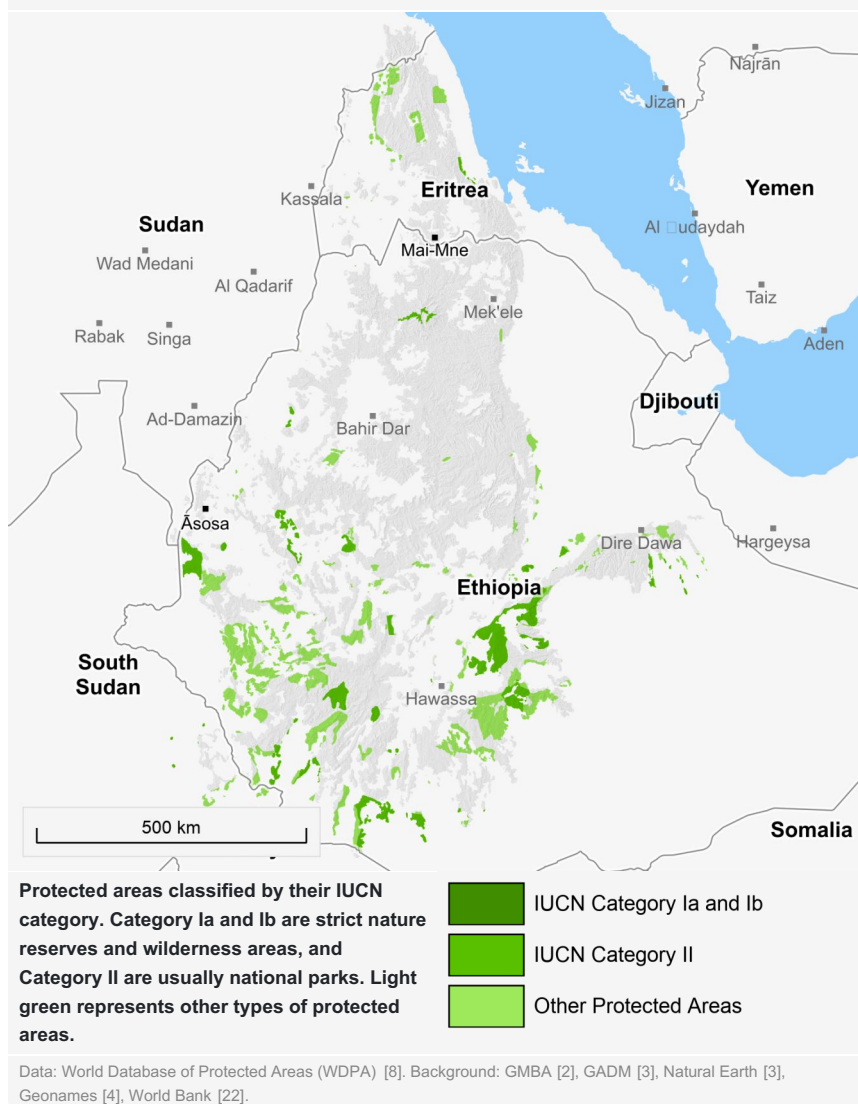 Najrān
Jizan
Eritrea
Yemen
Kassala
Sudan
Al □udaydah
Mai-Mne
Wad Medani
Al Qadarif
Taiz
Mek'ele
Rabak
Singa
Aden
Djibouti
Ad-Damazin
Bahir Dar
Āsosa
Dire Dawa
Hargeysa
Ethiopia
South
Sudan
Hawassa
500 km
Somalia
Protected areas classified by their IUCN
category. Category Ia and Ib are strict nature
reserves and wilderness areas, and
Category II are usually national parks. Light
green represents other types of protected
areas.
IUCN Category Ia and Ib
IUCN Category II
Other Protected Areas
Data: World Database of Protected Areas (WDPA) [8]. Background: GMBA [2], GADM [3], Natural Earth [3],
Geonames [4], World Bank [22].